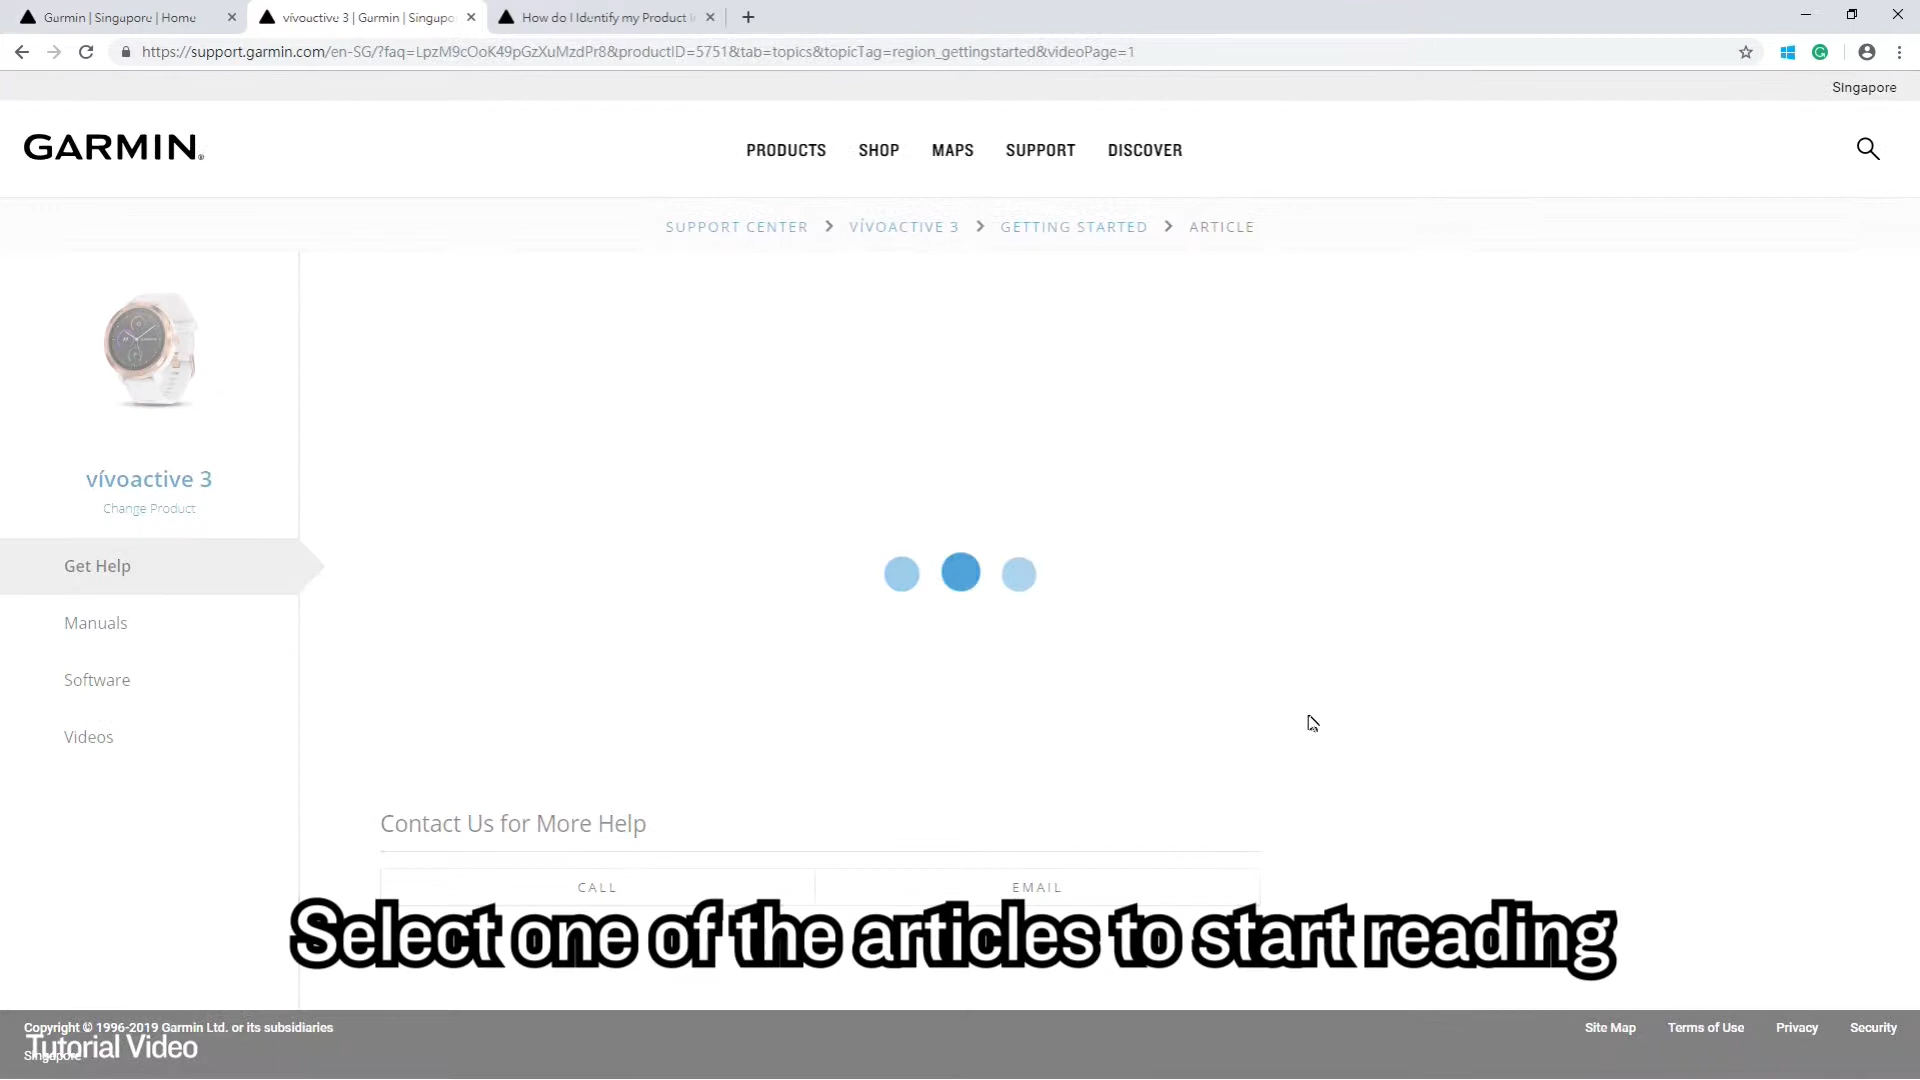 Garmin | Singapore | Home
vívoactive 3 | Garmin | Singapo
How do I Identify my Product I
https://support.garmin.com/en-SG/?faq=LpzM9cOoK49pGzXuMzdPr8&productID=5751&tab=topics&topicTag=region_gettingstarted&videoPage=1
Singapore
GARMIN
PRODUCTS SHOP MAPS SUPPORT DISCOVER
SUPPORT CENTER > VÍVOACTIVE 3 > GETTING STARTED > ARTICLE
vívoactive 3
Change Product
Get Help
Manuals
Software
Videos
Contact Us for More Help
CALL EMAIL
Select one of the articles to start reading
Copyright © 1996-2019 Garmin Ltd. or its subsidiaries
Site Map Terms of Use Privacy Security
Tutorial Video
Singapore